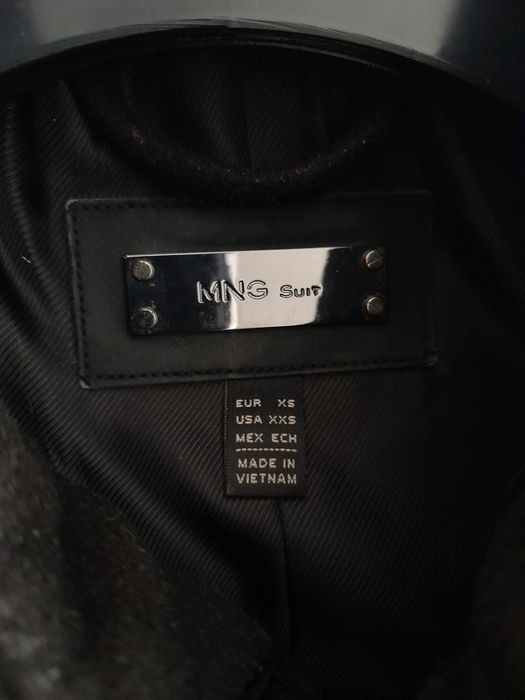 MNG SUIT
EUR XS
USA XXS
MEX ECH
MADE IN
VIETNAM